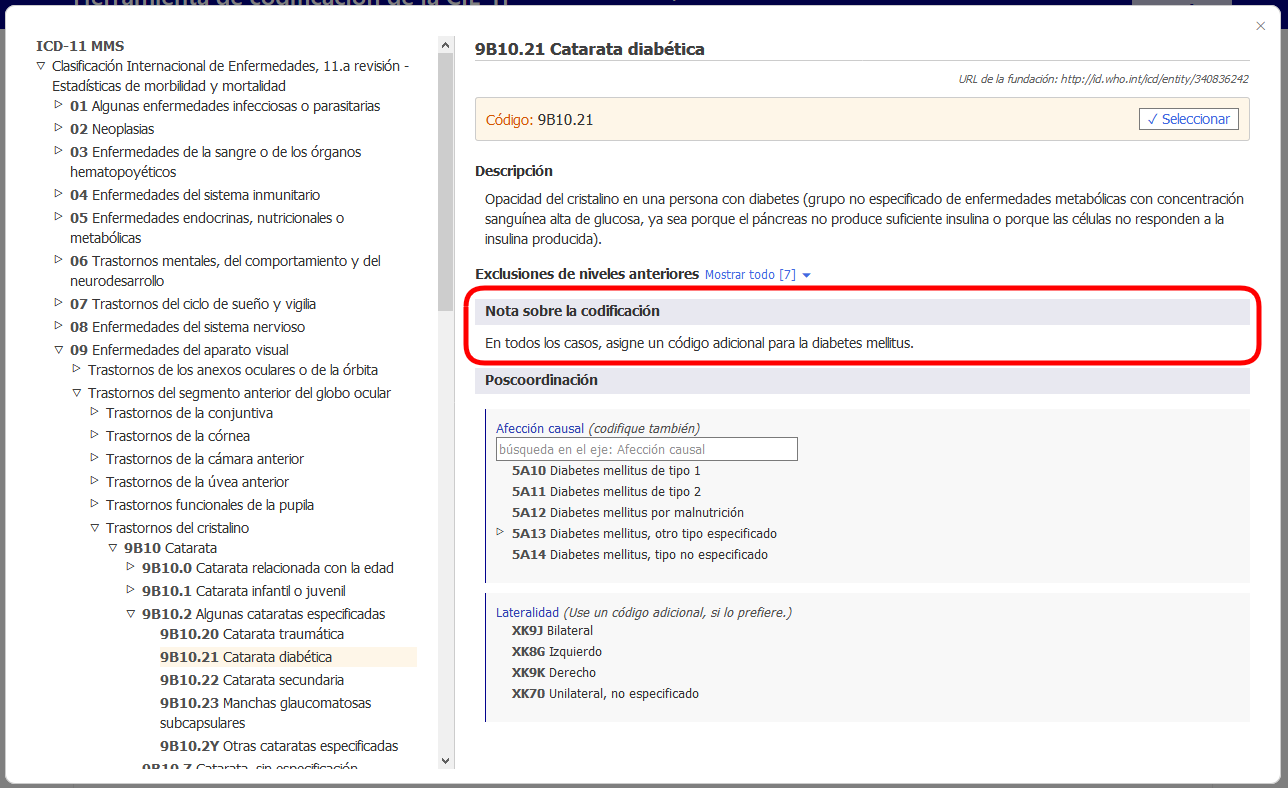 Herramienta de codificación de la CIE-11
ICD-11 MMS
Clasificación Internacional de Enfermedades, 11.a revisión -
Estadísticas de morbilidad y mortalidad
01 Algunas enfermedades infecciosas o parasitarias
02 Neoplasias
03 Enfermedades de la sangre o de los órganos
hematopoyéticos
04 Enfermedades del sistema inmunitario
05 Enfermedades endocrinas, nutricionales o
metabólicas
06 Trastornos mentales, del comportamiento y del
neurodesarrollo
07 Trastornos del ciclo de sueño y vigilia
08 Enfermedades del sistema nervioso
09 Enfermedades del aparato visual
Trastornos de los anexos oculares o de la órbita
Trastornos del segmento anterior del globo ocular
Trastornos de la conjuntiva
Trastornos de la córnea
Trastornos de la cámara anterior
Trastornos de la úvea anterior
Trastornos funcionales de la pupila
Trastornos del cristalino
9B10 Catarata
9B10.0 Catarata relacionada con la edad
9B10.1 Catarata infantil o juvenil
9B10.2 Algunas cataratas especificadas
9B10.20 Catarata traumática
9B10.21 Catarata diabética
9B10.22 Catarata secundaria
9B10.23 Manchas glaucomatosas
subcapsulares
9B10.2Y Otras cataratas especificadas
9B10.Z Catarata, sin especificación
9B10.21 Catarata diabética
URL de la fundación: http://id.who.int/icd/entity/340836242
Código: 9B10.21
✓ Seleccionar
Descripción
Opacidad del cristalino en una persona con diabetes (grupo no especificado de enfermedades metabólicas con concentración
sanguínea alta de glucosa, ya sea porque el páncreas no produce suficiente insulina o porque las células no responden a la
insulina producida).
Exclusiones de niveles anteriores Mostrar todo [7]
Nota sobre la codificación
En todos los casos, asigne un código adicional para la diabetes mellitus.
Poscoordinación
Afección causal (codifique también)
búsqueda en el eje: Afección causal
5A10 Diabetes mellitus de tipo 1
5A11 Diabetes mellitus de tipo 2
5A12 Diabetes mellitus por malnutrición
5A13 Diabetes mellitus, otro tipo especificado
5A14 Diabetes mellitus, tipo no especificado
Lateralidad (Use un código adicional, si lo prefiere.)
XK9J Bilateral
XK8G Izquierdo
XK9K Derecho
XK70 Unilateral, no especificado